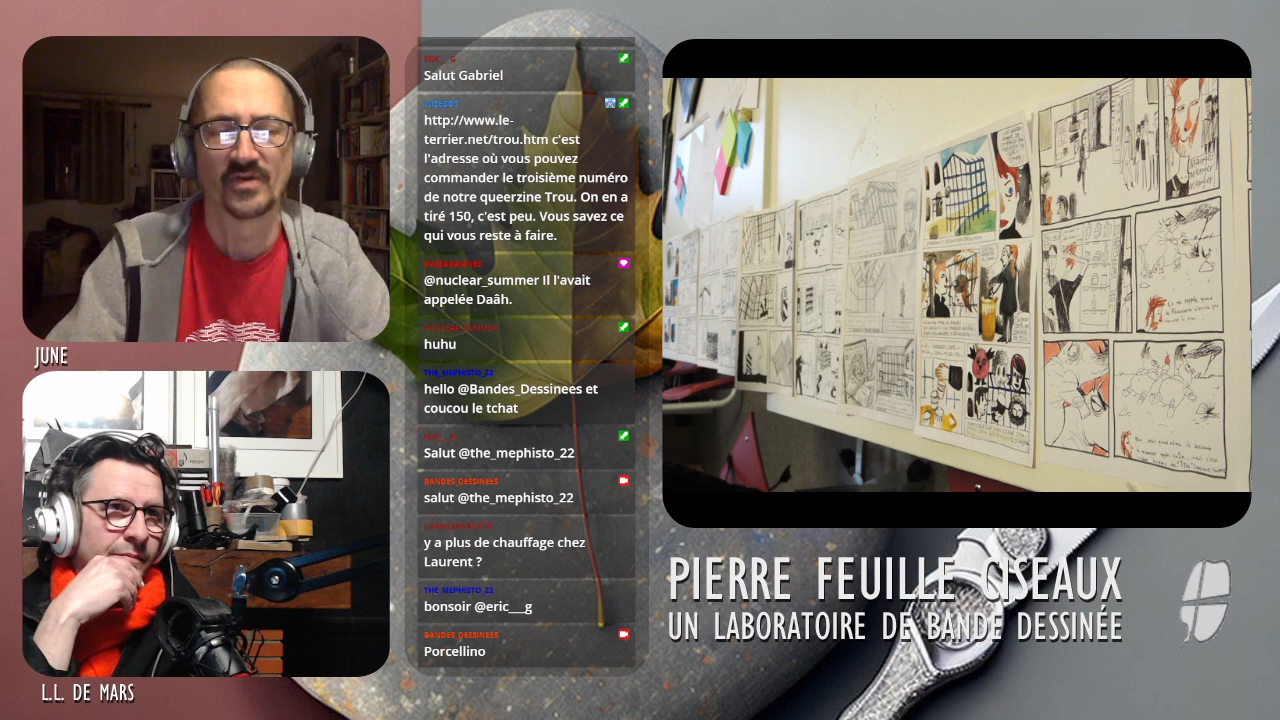 JUNE
L.L. DE MARS
Salut Gabriel
WIZEBOT
http://www.le-
terrier.net/trou.htm c'est
l'adresse où vous pouvez
commander le troisième numéro
de notre queerzine Trou. On en a
tiré 150, c'est peu. Vous savez ce
qui vous reste à faire.
@nuclear_summer Il l'avait
appelée Daâh.
NUCLEAR_SUMMER
huhu
THE_MEPHISTO_22
hello @Bandes_Dessinees et
coucou le tchat
Salut @the_mephisto_22
BANDES_DESSINEES
salut @the_mephisto_22
y a plus de chauffage chez
Laurent ?
THE_MEPHISTO_22
bonsoir @eric___g
BANDES_DESSINEES
Porcellino
PIERRE FEUILLE CISEAUX
UN LABORATOIRE DE BANDE DESSINÉE